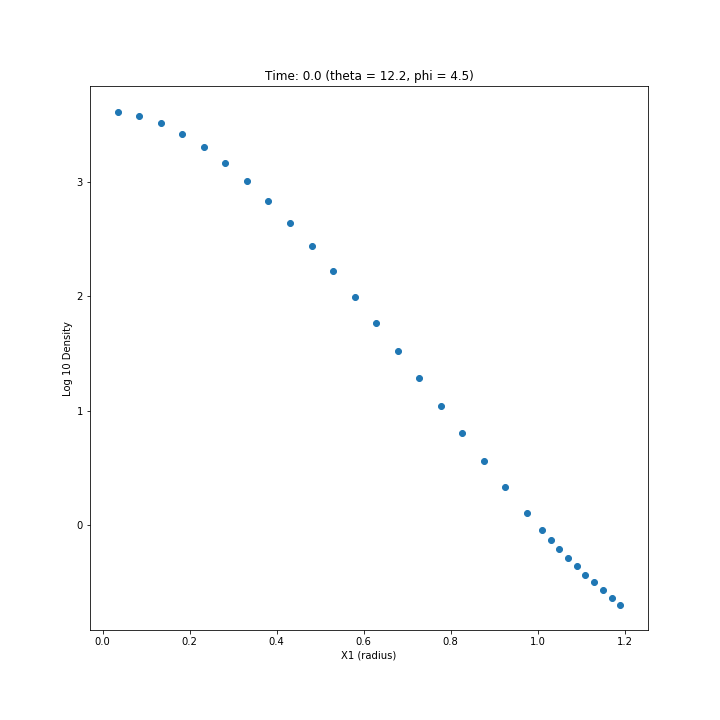 Time: 0.0 (theta = 12.2, phi = 4.5)
Log 10 Density
3
2
1
0
0.0 0.2 0.4 0.6 0.8 1.0 1.2
X1 (radius)